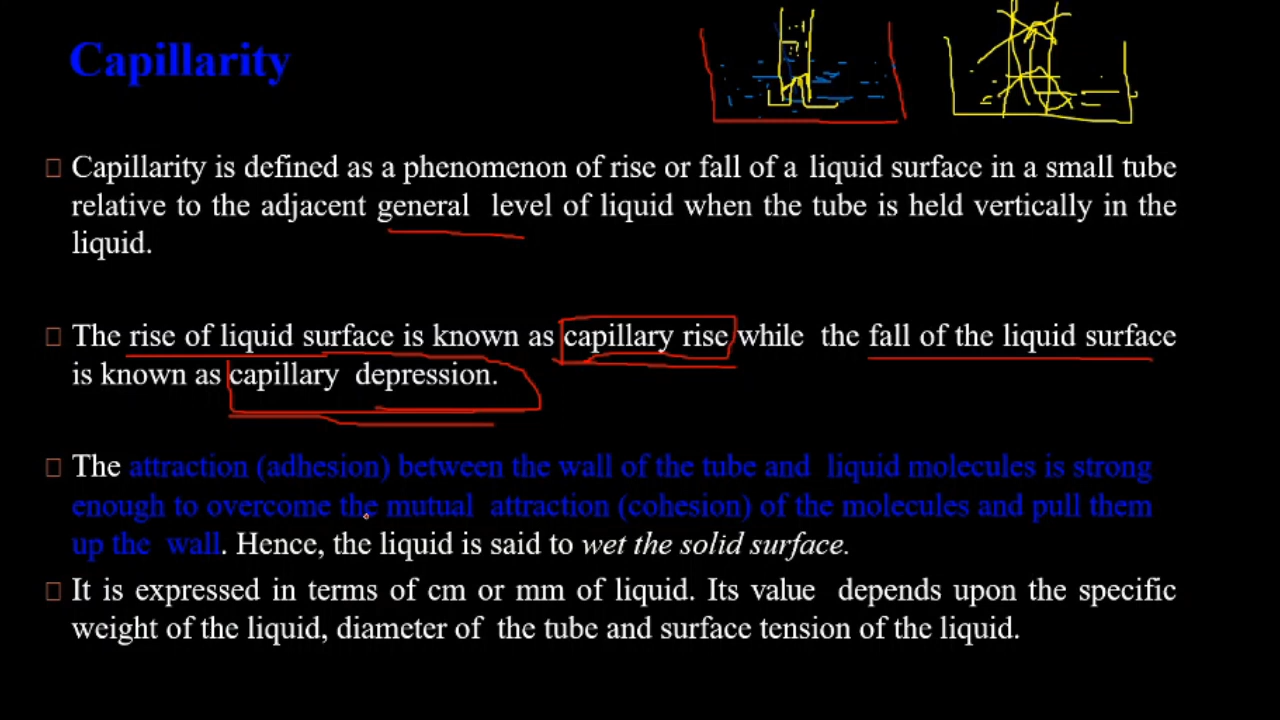 Capillarity
Capillarity is defined as a phenomenon of rise or fall of a liquid surface in a small tube
relative to the adjacent general level of liquid when the tube is held vertically in the
liquid.
The rise of liquid surface is known as capillary rise while the fall of the liquid surface
is known as capillary depression.
The attraction (adhesion) between the wall of the tube and liquid molecules is strong
enough to overcome the mutual attraction (cohesion) of the molecules and pull them
up the wall. Hence, the liquid is said to wet the solid surface.
It is expressed in terms of cm or mm of liquid. Its value depends upon the specific
weight of the liquid, diameter of the tube and surface tension of the liquid.